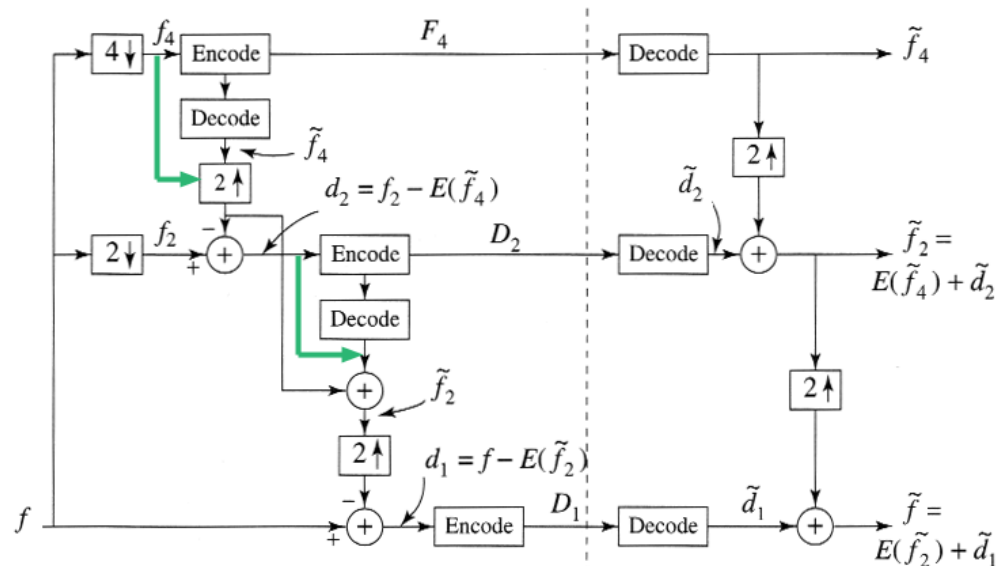 4↓
f₄
Encode
F₄
Decode
f̃₄
Decode
f̃₄
2↑
2↑
d₂ = f₂ − E(f̃₄)
d̃₂
2↓
f₂
−
+
+
Encode
D₂
Decode
+
f̃₂ =
E(f̃₄) + d̃₂
Decode
+
f̃₂
2↑
2↑
d₁ = f − E(f̃₂)
f
−
+
+
Encode
D₁
Decode
d̃₁
+
f̃ =
E(f̃₂) + d̃₁